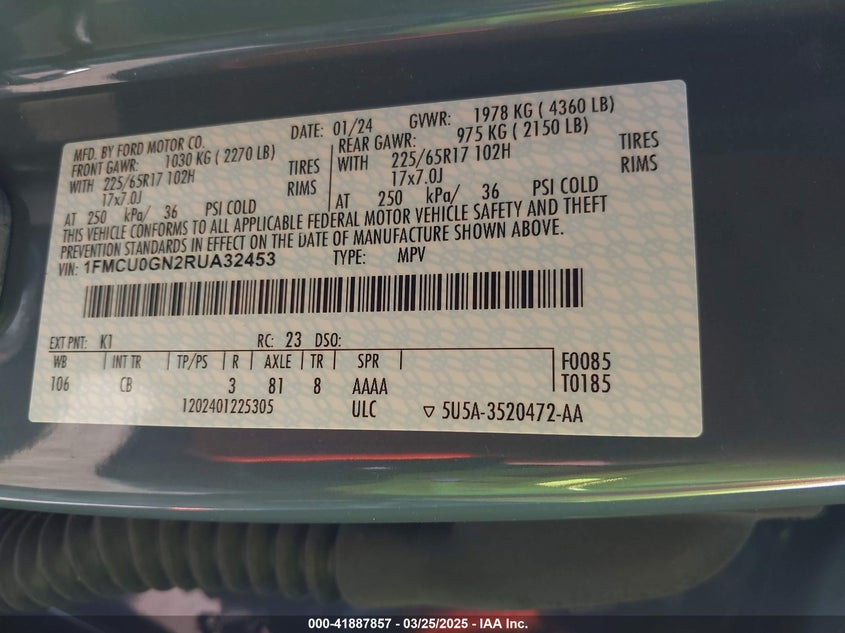 MFD. BY FORD MOTOR CO. DATE: 01/24 GVWR: 1978 KG ( 4360 LB)
FRONT GAWR: 1030 KG ( 2270 LB) REAR GAWR: 975 KG ( 2150 LB)
WITH 225/65R17 102H TIRES WITH 225/65R17 102H TIRES
17x7.0J RIMS 17x7.0J RIMS
AT 250 kPa/ 36 PSI COLD AT 250 kPa/ 36 PSI COLD
THIS VEHICLE CONFORMS TO ALL APPLICABLE FEDERAL MOTOR VEHICLE SAFETY AND THEFT
PREVENTION STANDARDS IN EFFECT ON THE DATE OF MANUFACTURE SHOWN ABOVE.
VIN: 1FMCU0GN2RUA32453 TYPE: MPV
EXT PNT: K1 RC: 23 DSO:
WB INT TR TP/PS R AXLE TR SPR F0085
106 CB 3 81 8 AAAA T0185
1202401225305 ULC ▽ 5U5A-3520472-AA
000-41887857 - 03/25/2025 - IAA Inc.